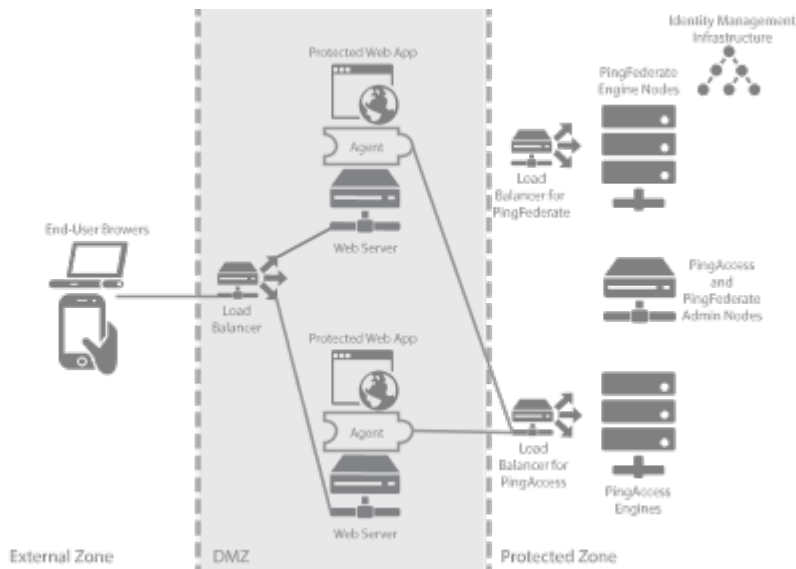 Identity Management
Infrastructure
Protected Web App
PingFederate
Engine Nodes
Agent
Load
Balancer for
PingFederate
End-User Browers
Web Server
PingAccess
and
PingFederate
Admin Nodes
Load
Balancer
Protected Web App
Agent
Load
Balancer for
PingAccess
PingAccess
Engines
Web Server
External Zone
DMZ
Protected Zone